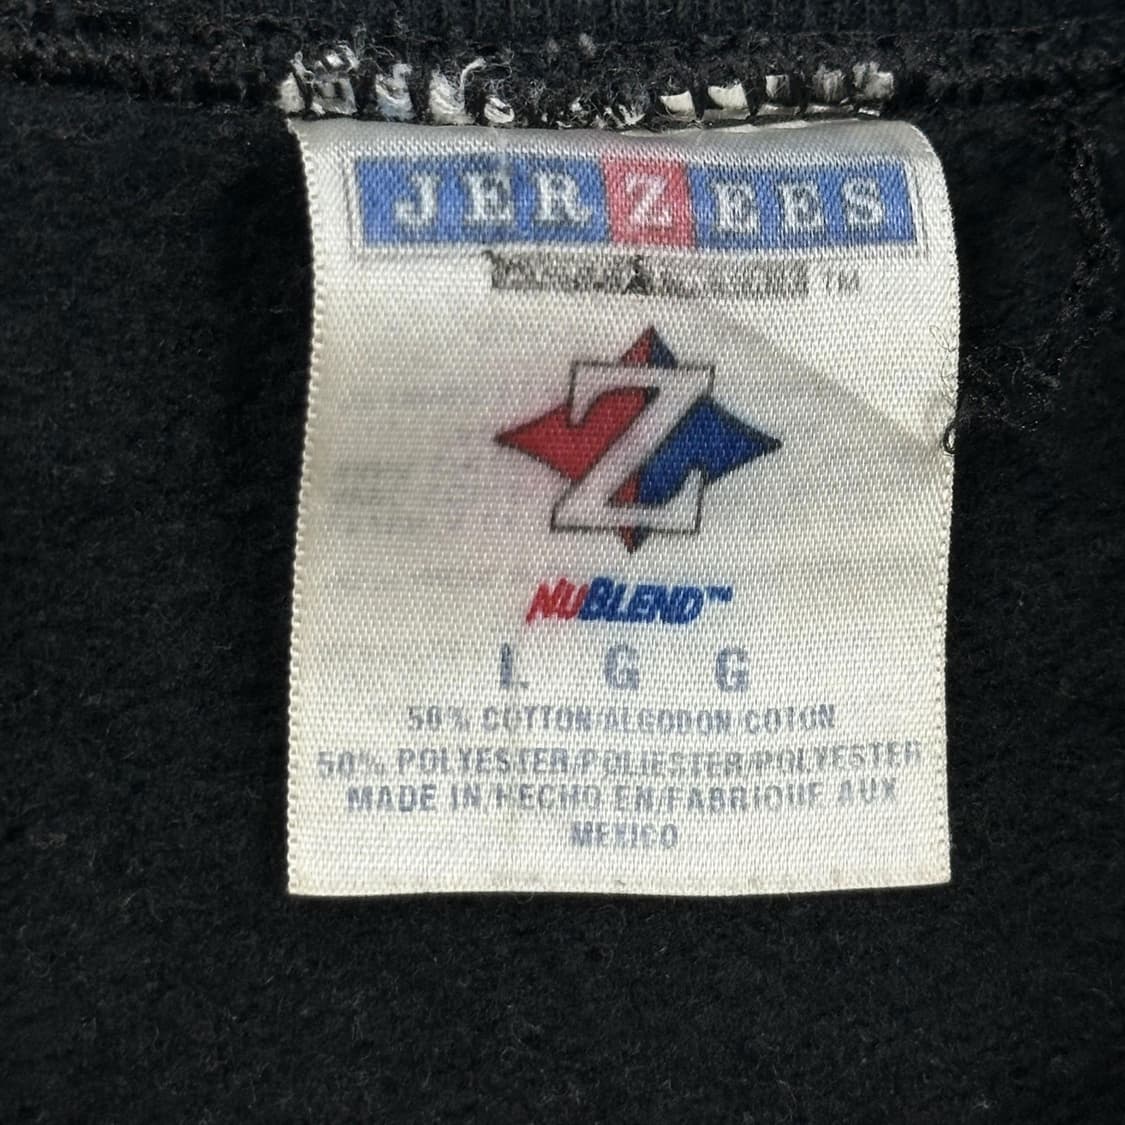 JERZEES
TM
Z
NUBLEND™
L G G
50% COTTON/ALGODON/COTON
50% POLYESTER/POLIESTER/POLYESTER
MADE IN/HECHO EN/FABRIQUE AUX
MEXICO